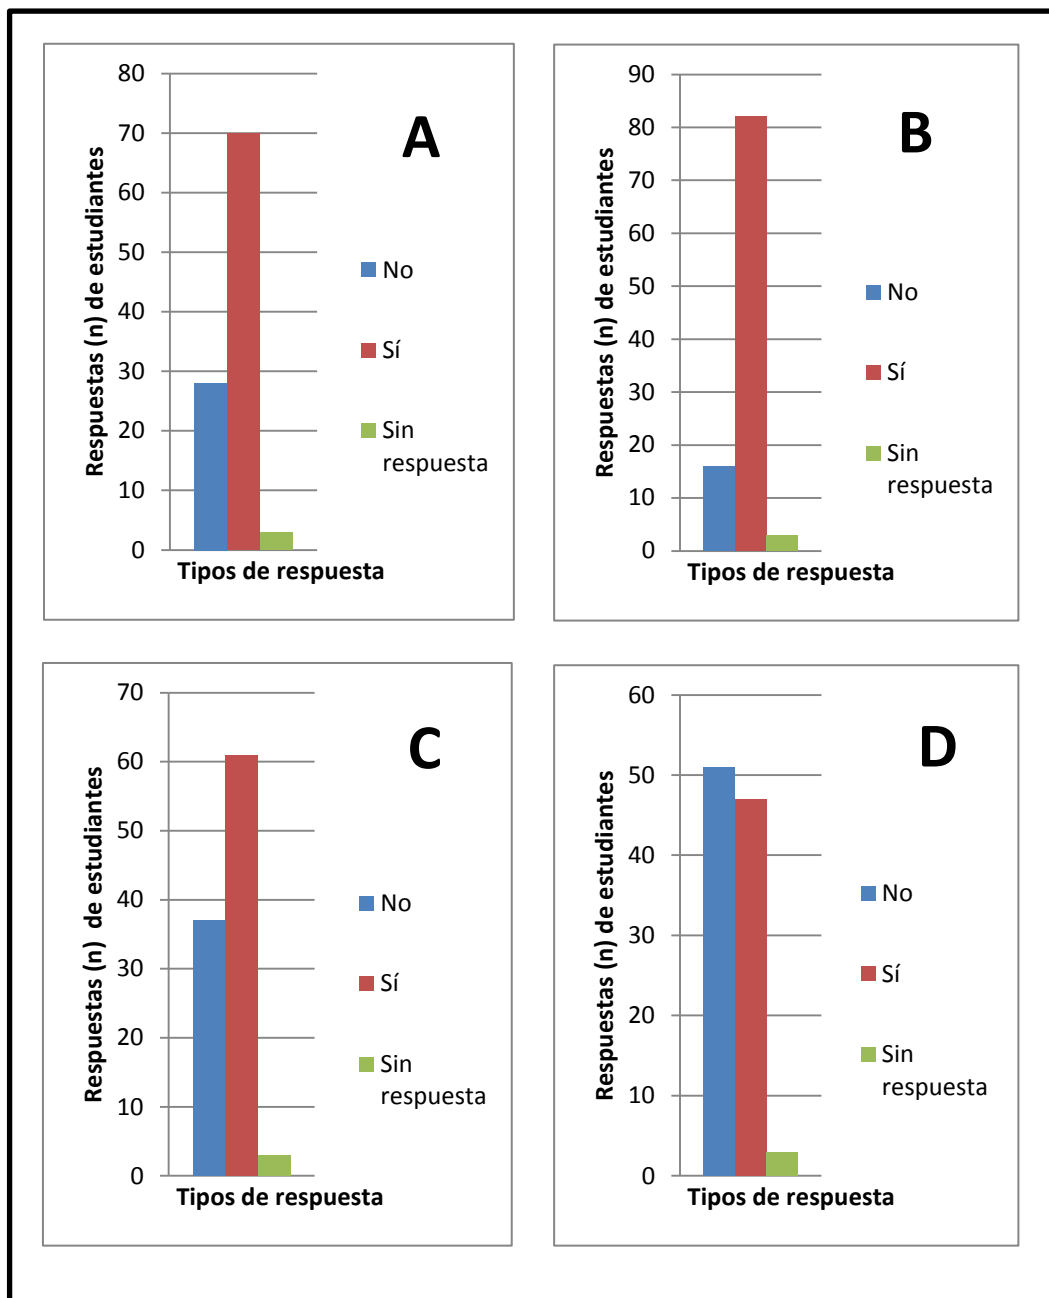 A
80
70
60
50
40
30
20
10
0
Respuestas (n) de estudiantes
No
Sí
Sin
respuesta
Tipos de respuesta
B
90
80
70
60
50
40
30
20
10
0
Respuestas (n) de estudiantes
No
Sí
Sin
respuesta
Tipos de respuesta
C
70
60
50
40
30
20
10
0
Respuestas (n) de estudiantes
No
Sí
Sin
respuesta
Tipos de respuesta
D
60
50
40
30
20
10
0
Respuestas (n) de estudiantes
No
Sí
Sin
respuesta
Tipos de respuesta